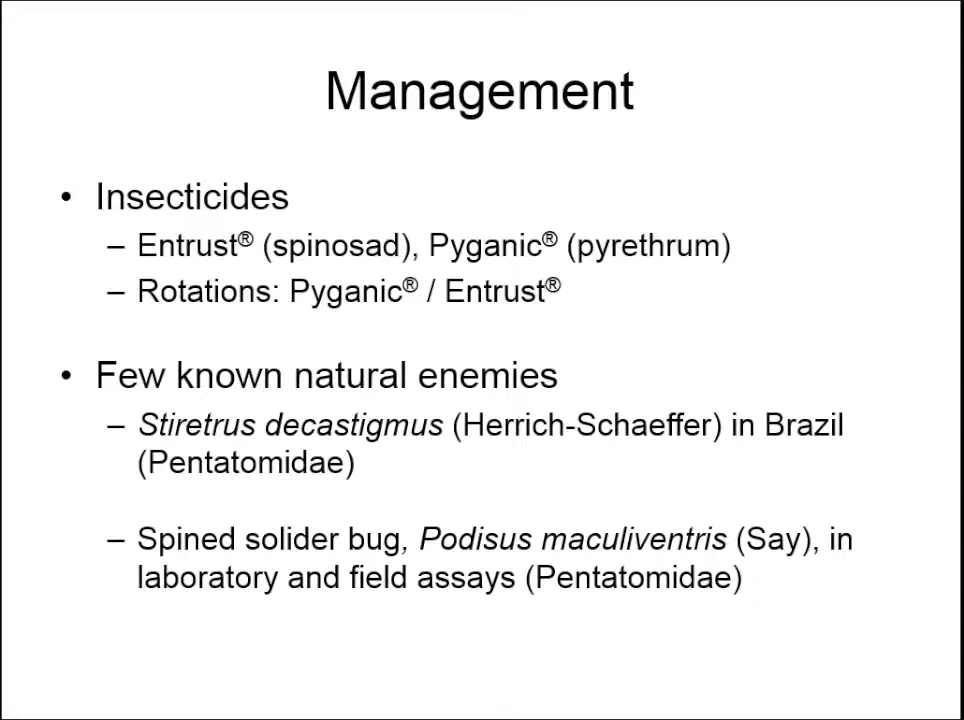 Management
• Insecticides
– Entrust® (spinosad), Pyganic® (pyrethrum)
– Rotations: Pyganic® / Entrust®
• Few known natural enemies
– Stiretrus decastigmus (Herrich-Schaeffer) in Brazil
(Pentatomidae)
– Spined solider bug, Podisus maculiventris (Say), in
laboratory and field assays (Pentatomidae)